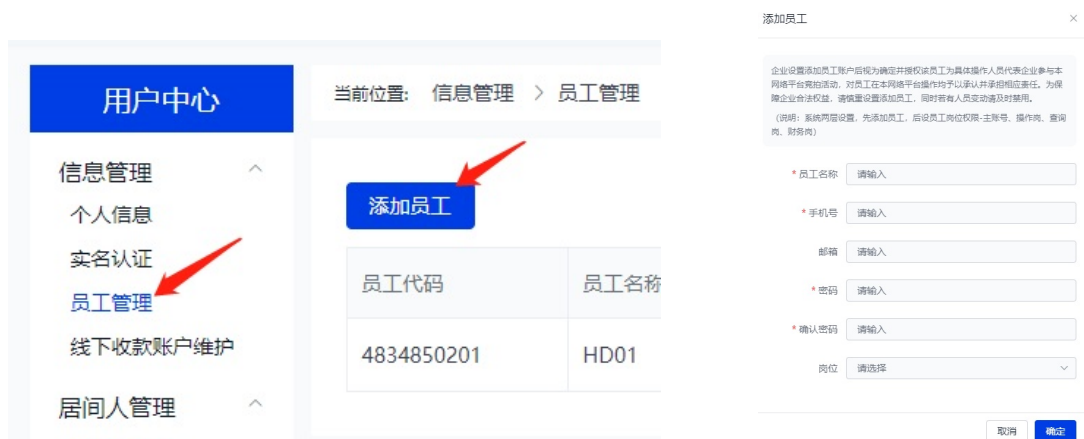 用户中心
信息管理
个人信息
实名认证
员工管理
线下收款账户维护
居间人管理
当前位置: 信息管理 > 员工管理
添加员工
员工代码 员工名称
4834850201 HD01
添加员工
企业设置添加员工账户后视为确定并授权该员工为具体操作人员代表企业参与本
网络平台竞拍活动，对员工在本网络平台操作均予以承认并承担相应责任。为保
障企业合法权益，请慎重设置添加员工，同时若有人员变动请及时禁用。
（说明：系统两层设置，先添加员工，后设员工岗位权限-主账号、操作岗、查询
岗、财务岗）
* 员工名称 请输入
* 手机号 请输入
邮箱 请输入
* 密码 请输入
* 确认密码 请输入
岗位 请选择
取消 确定